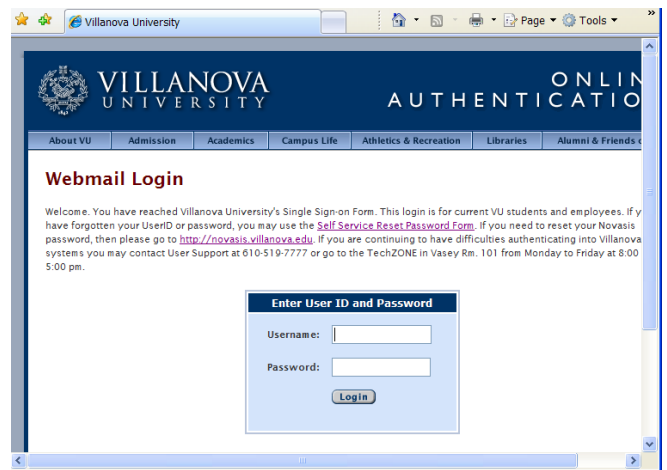 Villanova University
Page Tools »
VILLANOVA
UNIVERSITY
ONLIN
AUTHENTICATIO
About VU Admission Academics Campus Life Athletics & Recreation Libraries Alumni & Friends
Webmail Login
Welcome. You have reached Villanova University's Single Sign-on Form. This login is for current VU students and employees. If y
have forgotten your UserID or password, you may use the Self Service Reset Password Form. If you need to reset your Novasis
password, then please go to http://novasis.villanova.edu. If you are continuing to have difficulties authenticating into Villanova
systems you may contact User Support at 610-519-7777 or go to the TechZONE in Vasey Rm. 101 from Monday to Friday at 8:00
5:00 pm.
Enter User ID and Password
Username:
Password:
Login